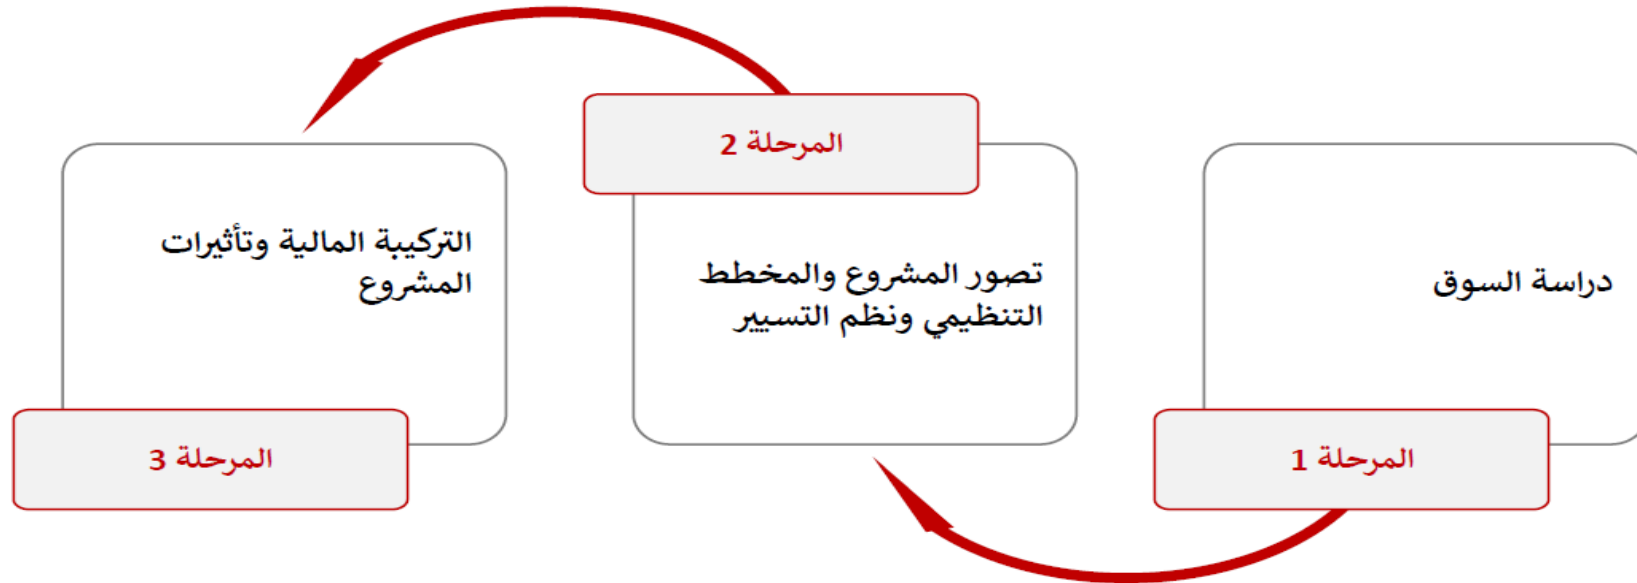 المرحلة 1
دراسة السوق
المرحلة 2
تصور المشروع والمخطط
التنظيمي ونظم التسيير
المرحلة 3
التركيبة المالية وتأثيرات
المشروع